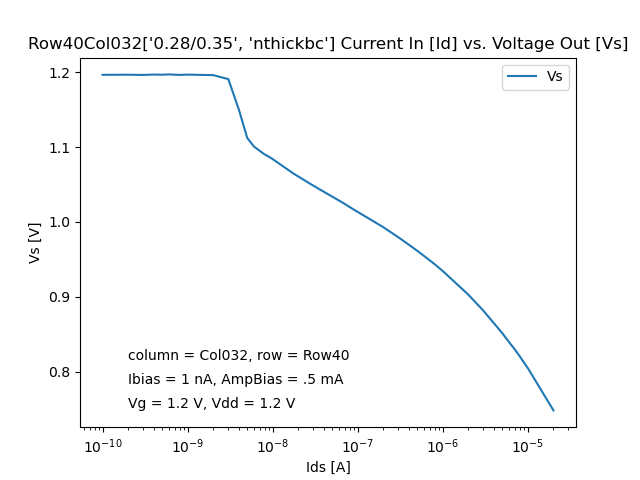 Row40Col032['0.28/0.35', 'nthickbc'] Current In [Id] vs. Voltage Out [Vs]
Vs
1.2
1.1
1.0
0.9
0.8
Vs [V]
column = Col032, row = Row40
Ibias = 1 nA, AmpBias = .5 mA
Vg = 1.2 V, Vdd = 1.2 V
10⁻¹⁰ 10⁻⁹ 10⁻⁸ 10⁻⁷ 10⁻⁶ 10⁻⁵
Ids [A]